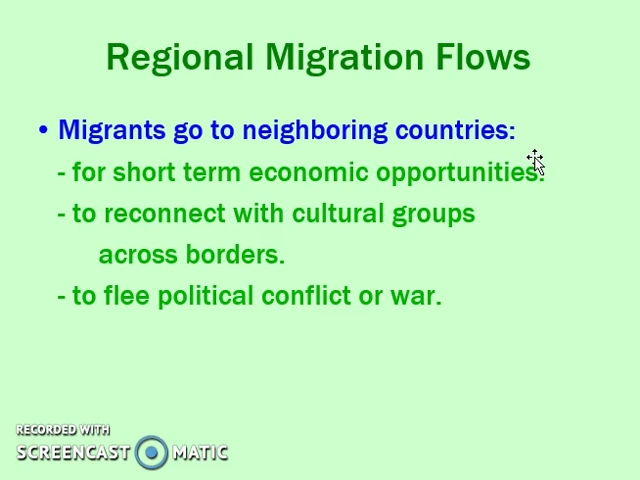 Regional Migration Flows
• Migrants go to neighboring countries:
- for short term economic opportunities.
- to reconnect with cultural groups
across borders.
- to flee political conflict or war.
RECORDED WITH
SCREENCAST MATIC